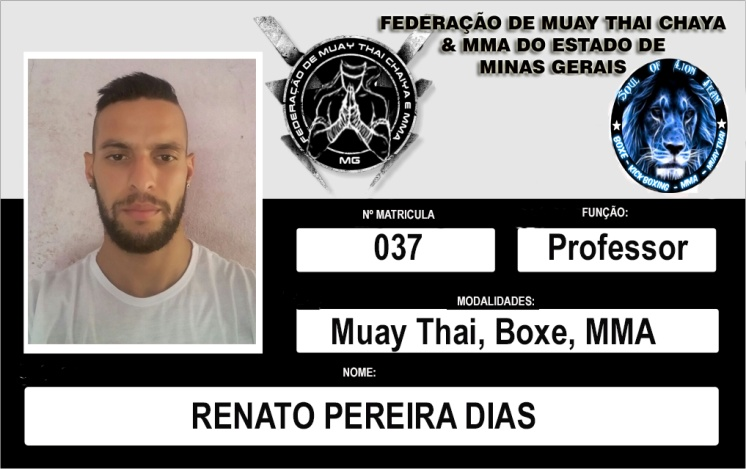 FEDERAÇÃO DE MUAY THAI CHAYA
& MMA DO ESTADO DE
MINAS GERAIS
FEDERAÇÃO DE MUAY THAI CHAIYA E MMA
MG
SOUL OF LION TEAM
BOXE - KICK BOXING - MMA - MUAY THAI
Nº MATRICULA
FUNÇÃO:
037
Professor
MODALIDADES:
Muay Thai, Boxe, MMA
NOME:
RENATO PEREIRA DIAS